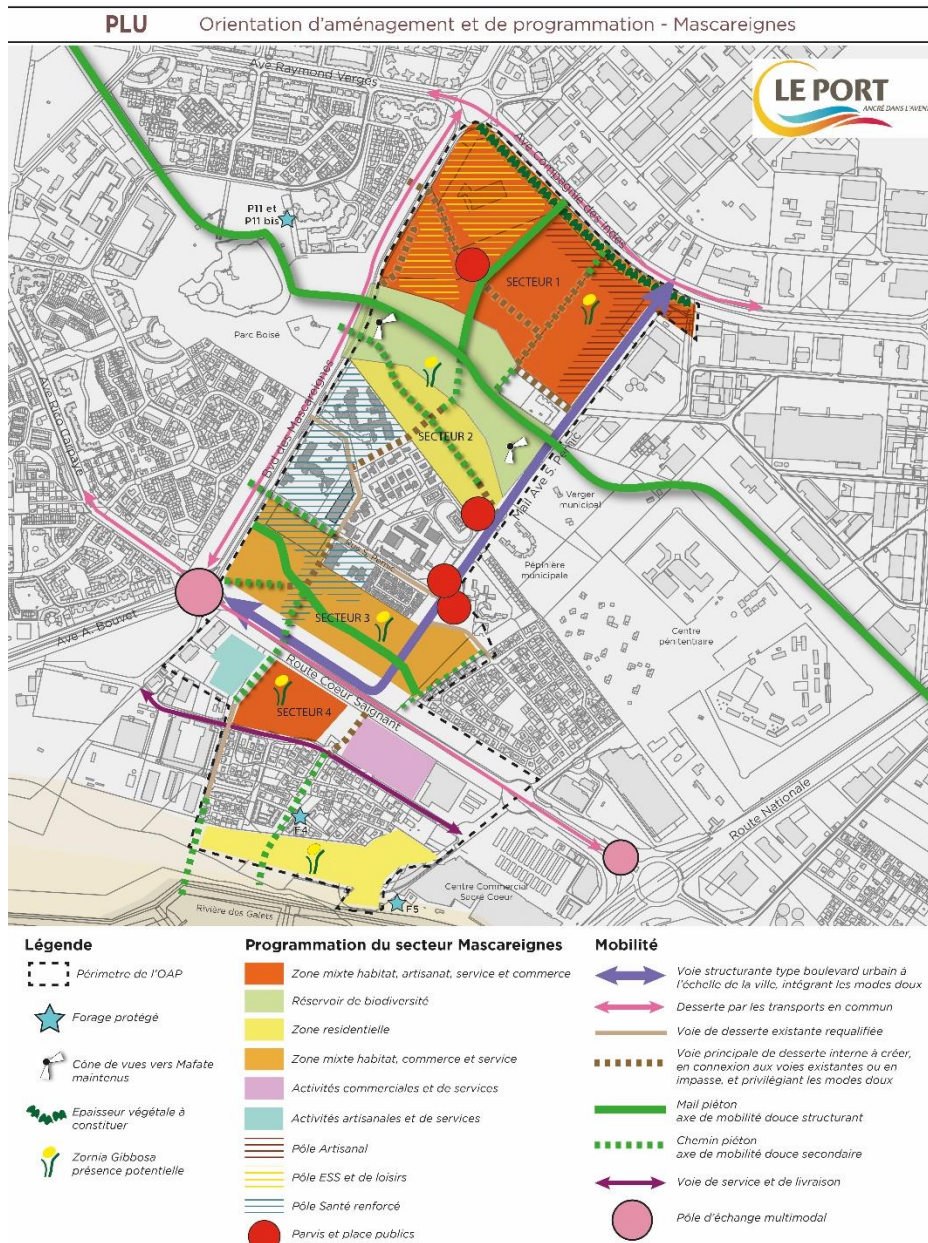 PLU Orientation d'aménagement et de programmation - Mascareignes
LE PORT
ANCRÉ DANS L'AVENIR
Ave Raymond Vergès
Ave Compagnie des Indes
P11 et
P11 bis
SECTEUR 1
Parc Boisé
Bvd des Mascareignes
SECTEUR 2
Mail Ave S. Pernic
Verger
municipal
Pépinière
municipale
Ave S. Pernic
Centre
pénitentiaire
SECTEUR 3
Ave A. Bouvet
Route Coeur Saignant
SECTEUR 4
Route Nationale
F4
Centre Commercial
Sacré Coeur
F5
Rivière des Galets
Légende
Périmetre de l'OAP
Forage protégé
Cône de vues vers Mafate
maintenus
Epaisseur végétale à
constituer
Zornia Gibbosa
présence potentielle
Programmation du secteur Mascareignes
Zone mixte habitat, artisanat, service et commerce
Réservoir de biodiversité
Zone residentielle
Zone mixte habitat, commerce et service
Activités commerciales et de services
Activités artisanales et de services
Pôle Artisanal
Pôle ESS et de loisirs
Pôle Santé renforcé
Parvis et place publics
Mobilité
Voie structurante type boulevard urbain à
l'échelle de la ville, intégrant les modes doux
Desserte par les transports en commun
Voie de desserte existante requalifiée
Voie principale de desserte interne à créer,
en connexion aux voies existantes ou en
impasse, et privilégiant les modes doux
Mail piéton
axe de mobilité douce structurant
Chemin piéton
axe de mobilité douce secondaire
Voie de service et de livraison
Pôle d'échange multimodal